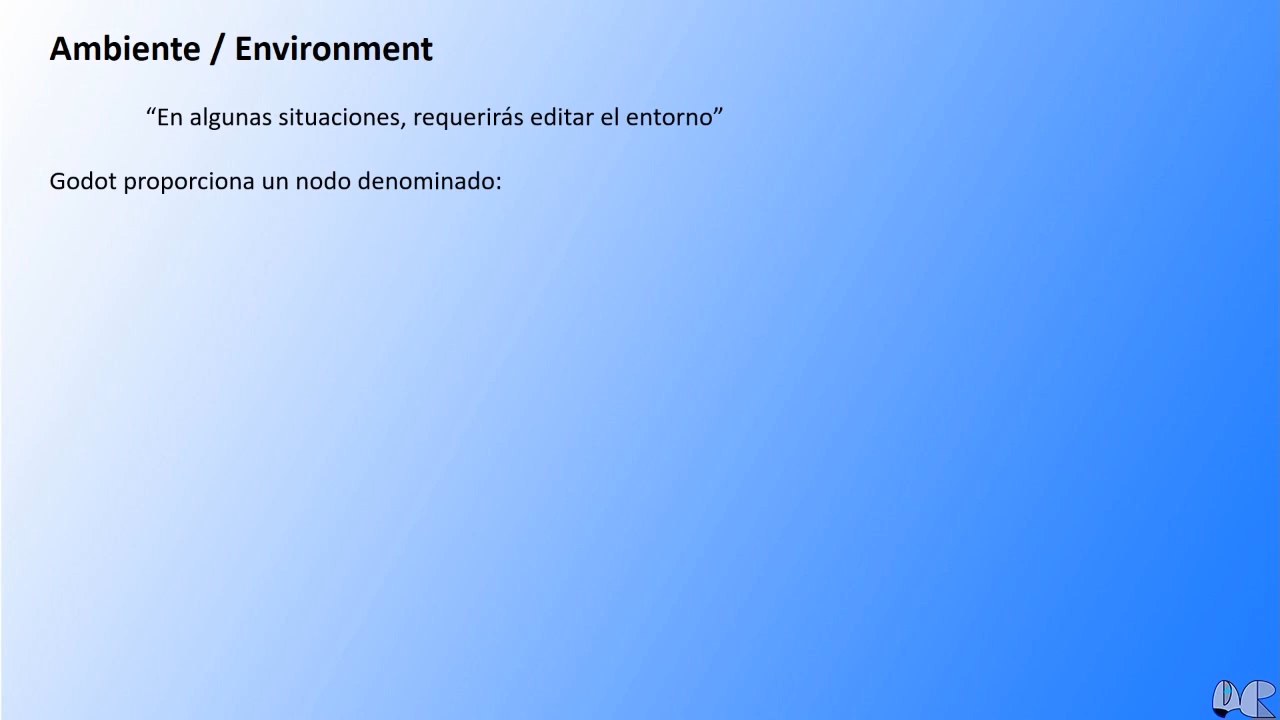 Ambiente / Environment
“En algunas situaciones, requerirás editar el entorno”
Godot proporciona un nodo denominado: